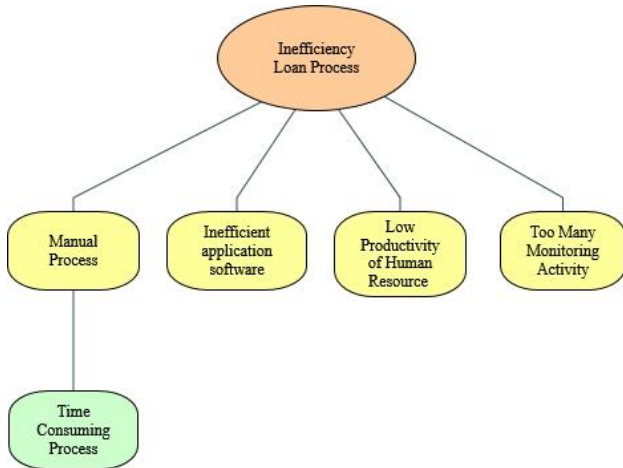 Inefficiency
Loan Process
Manual
Process
Inefficient
application
software
Low
Productivity
of Human
Resource
Too Many
Monitoring
Activity
Time
Consuming
Process